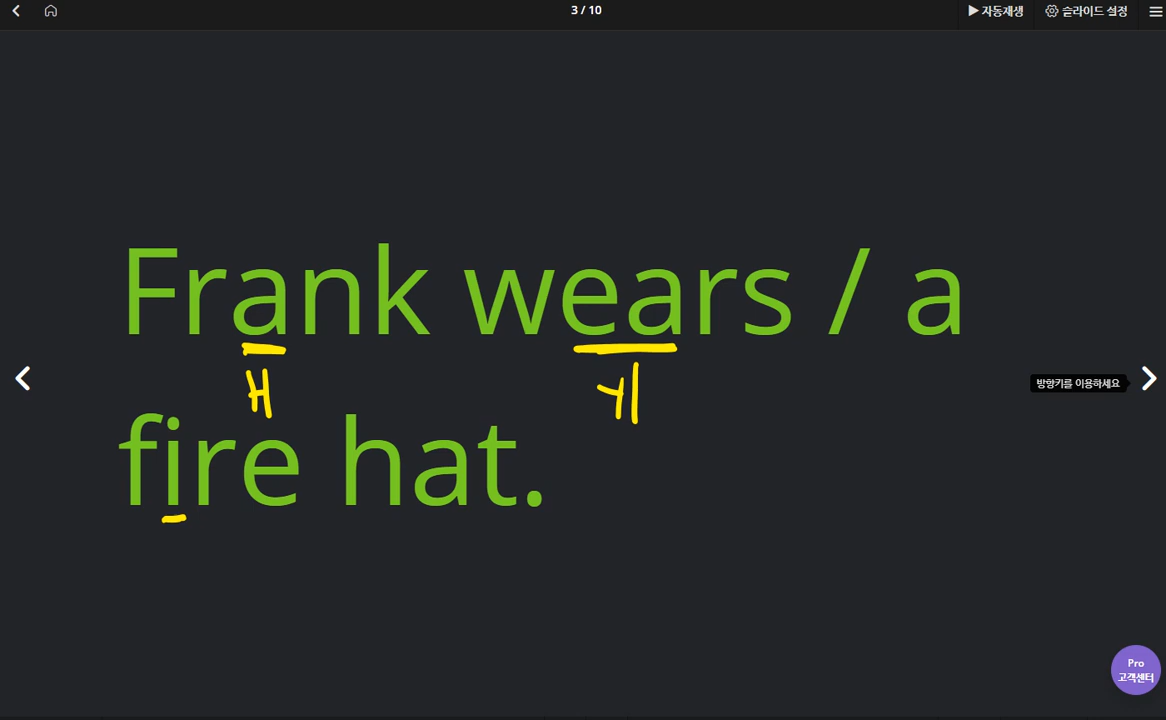 3 / 10
자동재생
슬라이드 설정
Frank wears / a
ㅐ ㅔ
fire hat.
방향키를 이용하세요
Pro
고객센터